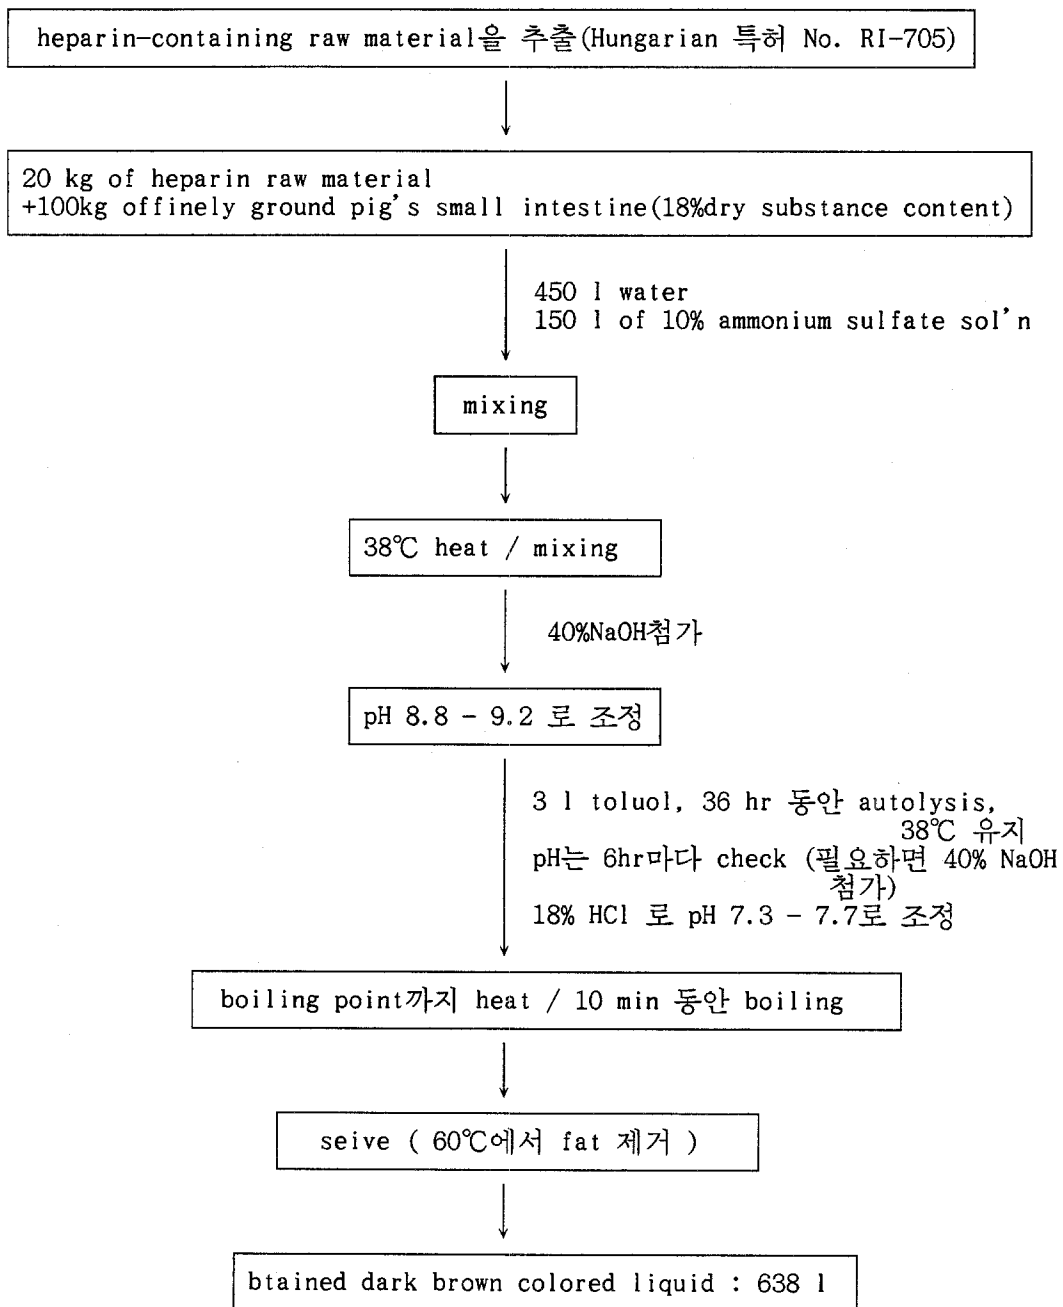 heparin-containing raw material을 추출(Hungarian 특허 No. RI-705)
20 kg of heparin raw material
+100kg offinely ground pig's small intestine(18%dry substance content)
450 l water
150 l of 10% ammonium sulfate sol'n
mixing
38℃ heat / mixing
40%NaOH첨가
pH 8.8 - 9.2 로 조정
3 l toluol, 36 hr 동안 autolysis,
38℃ 유지
pH는 6hr마다 check (필요하면 40% NaOH
첨가)
18% HCl 로 pH 7.3 - 7.7로 조정
boiling point까지 heat / 10 min 동안 boiling
seive ( 60℃에서 fat 제거 )
btained dark brown colored liquid : 638 l